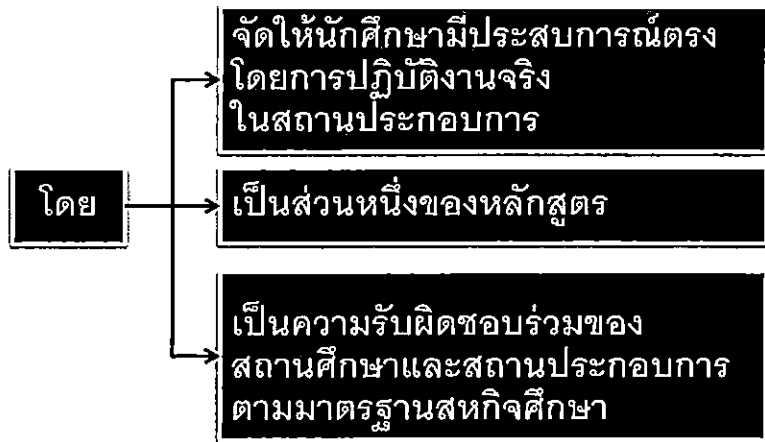 จัดให้นักศึกษามีประสบการณ์ตรง
โดยการปฏิบัติงานจริง
ในสถานประกอบการ
โดย
เป็นส่วนหนึ่งของหลักสูตร
เป็นความรับผิดชอบร่วมของ
สถานศึกษาและสถานประกอบการ
ตามมาตรฐานสหกิจศึกษา